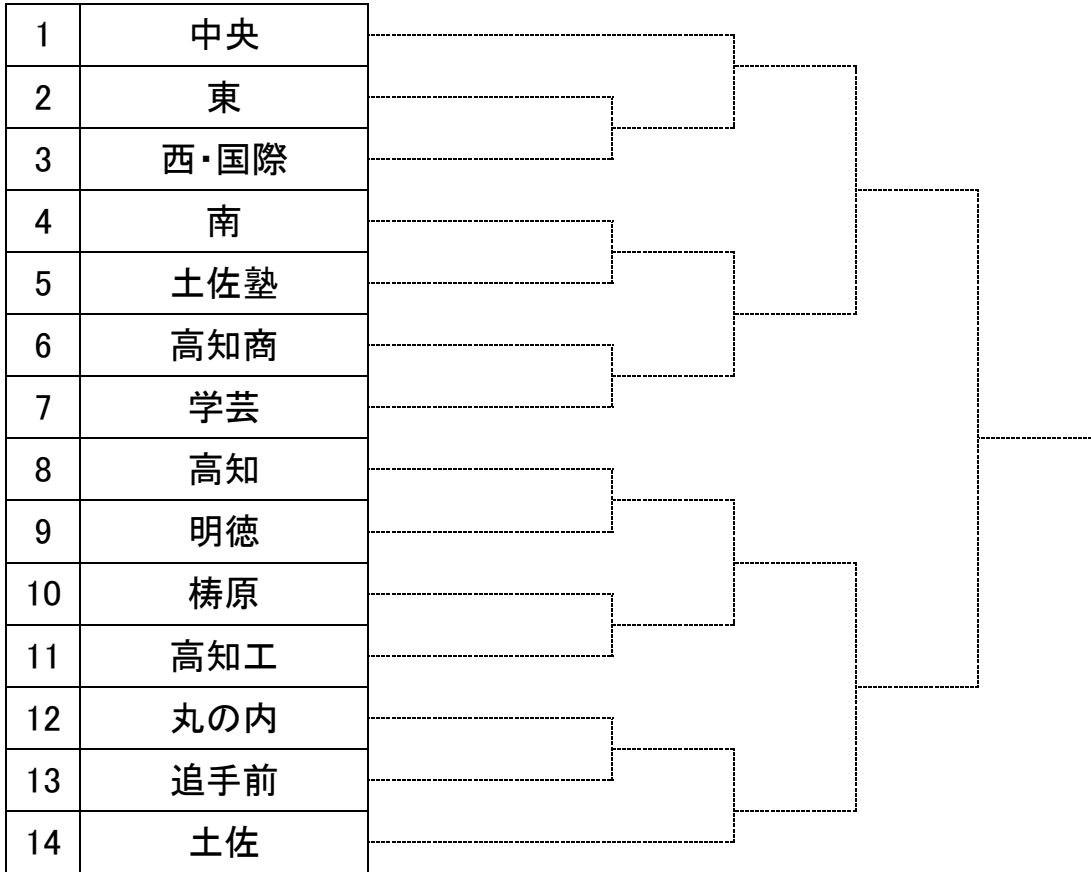 1 中央
2 東
3 西・国際
4 南
5 土佐塾
6 高知商
7 学芸
8 高知
9 明徳
10 梼原
11 高知工
12 丸の内
13 追手前
14 土佐